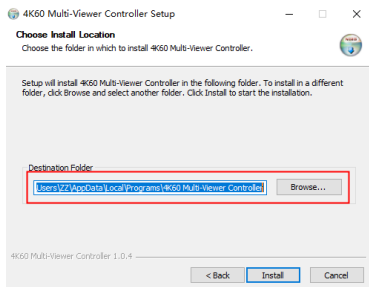 4K60 Multi-Viewer Controller Setup
Choose Install Location
Choose the folder in which to install 4K60 Multi-Viewer Controller.
Setup will install 4K60 Multi-Viewer Controller in the following folder. To install in a different
folder, click Browse and select another folder. Click Install to start the installation.
Destination Folder
Users\ZZ\AppData\Local\Programs\4K60 Multi-Viewer Controller
Browse...
4K60 Multi-Viewer Controller 1.0.4
< Back
Install
Cancel